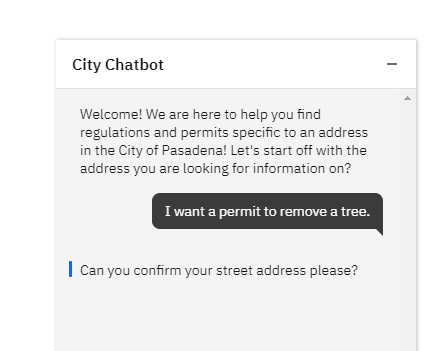 City Chatbot
Welcome! We are here to help you find
regulations and permits specific to an address
in the City of Pasadena! Let's start off with the
address you are looking for information on?
I want a permit to remove a tree.
Can you confirm your street address please?